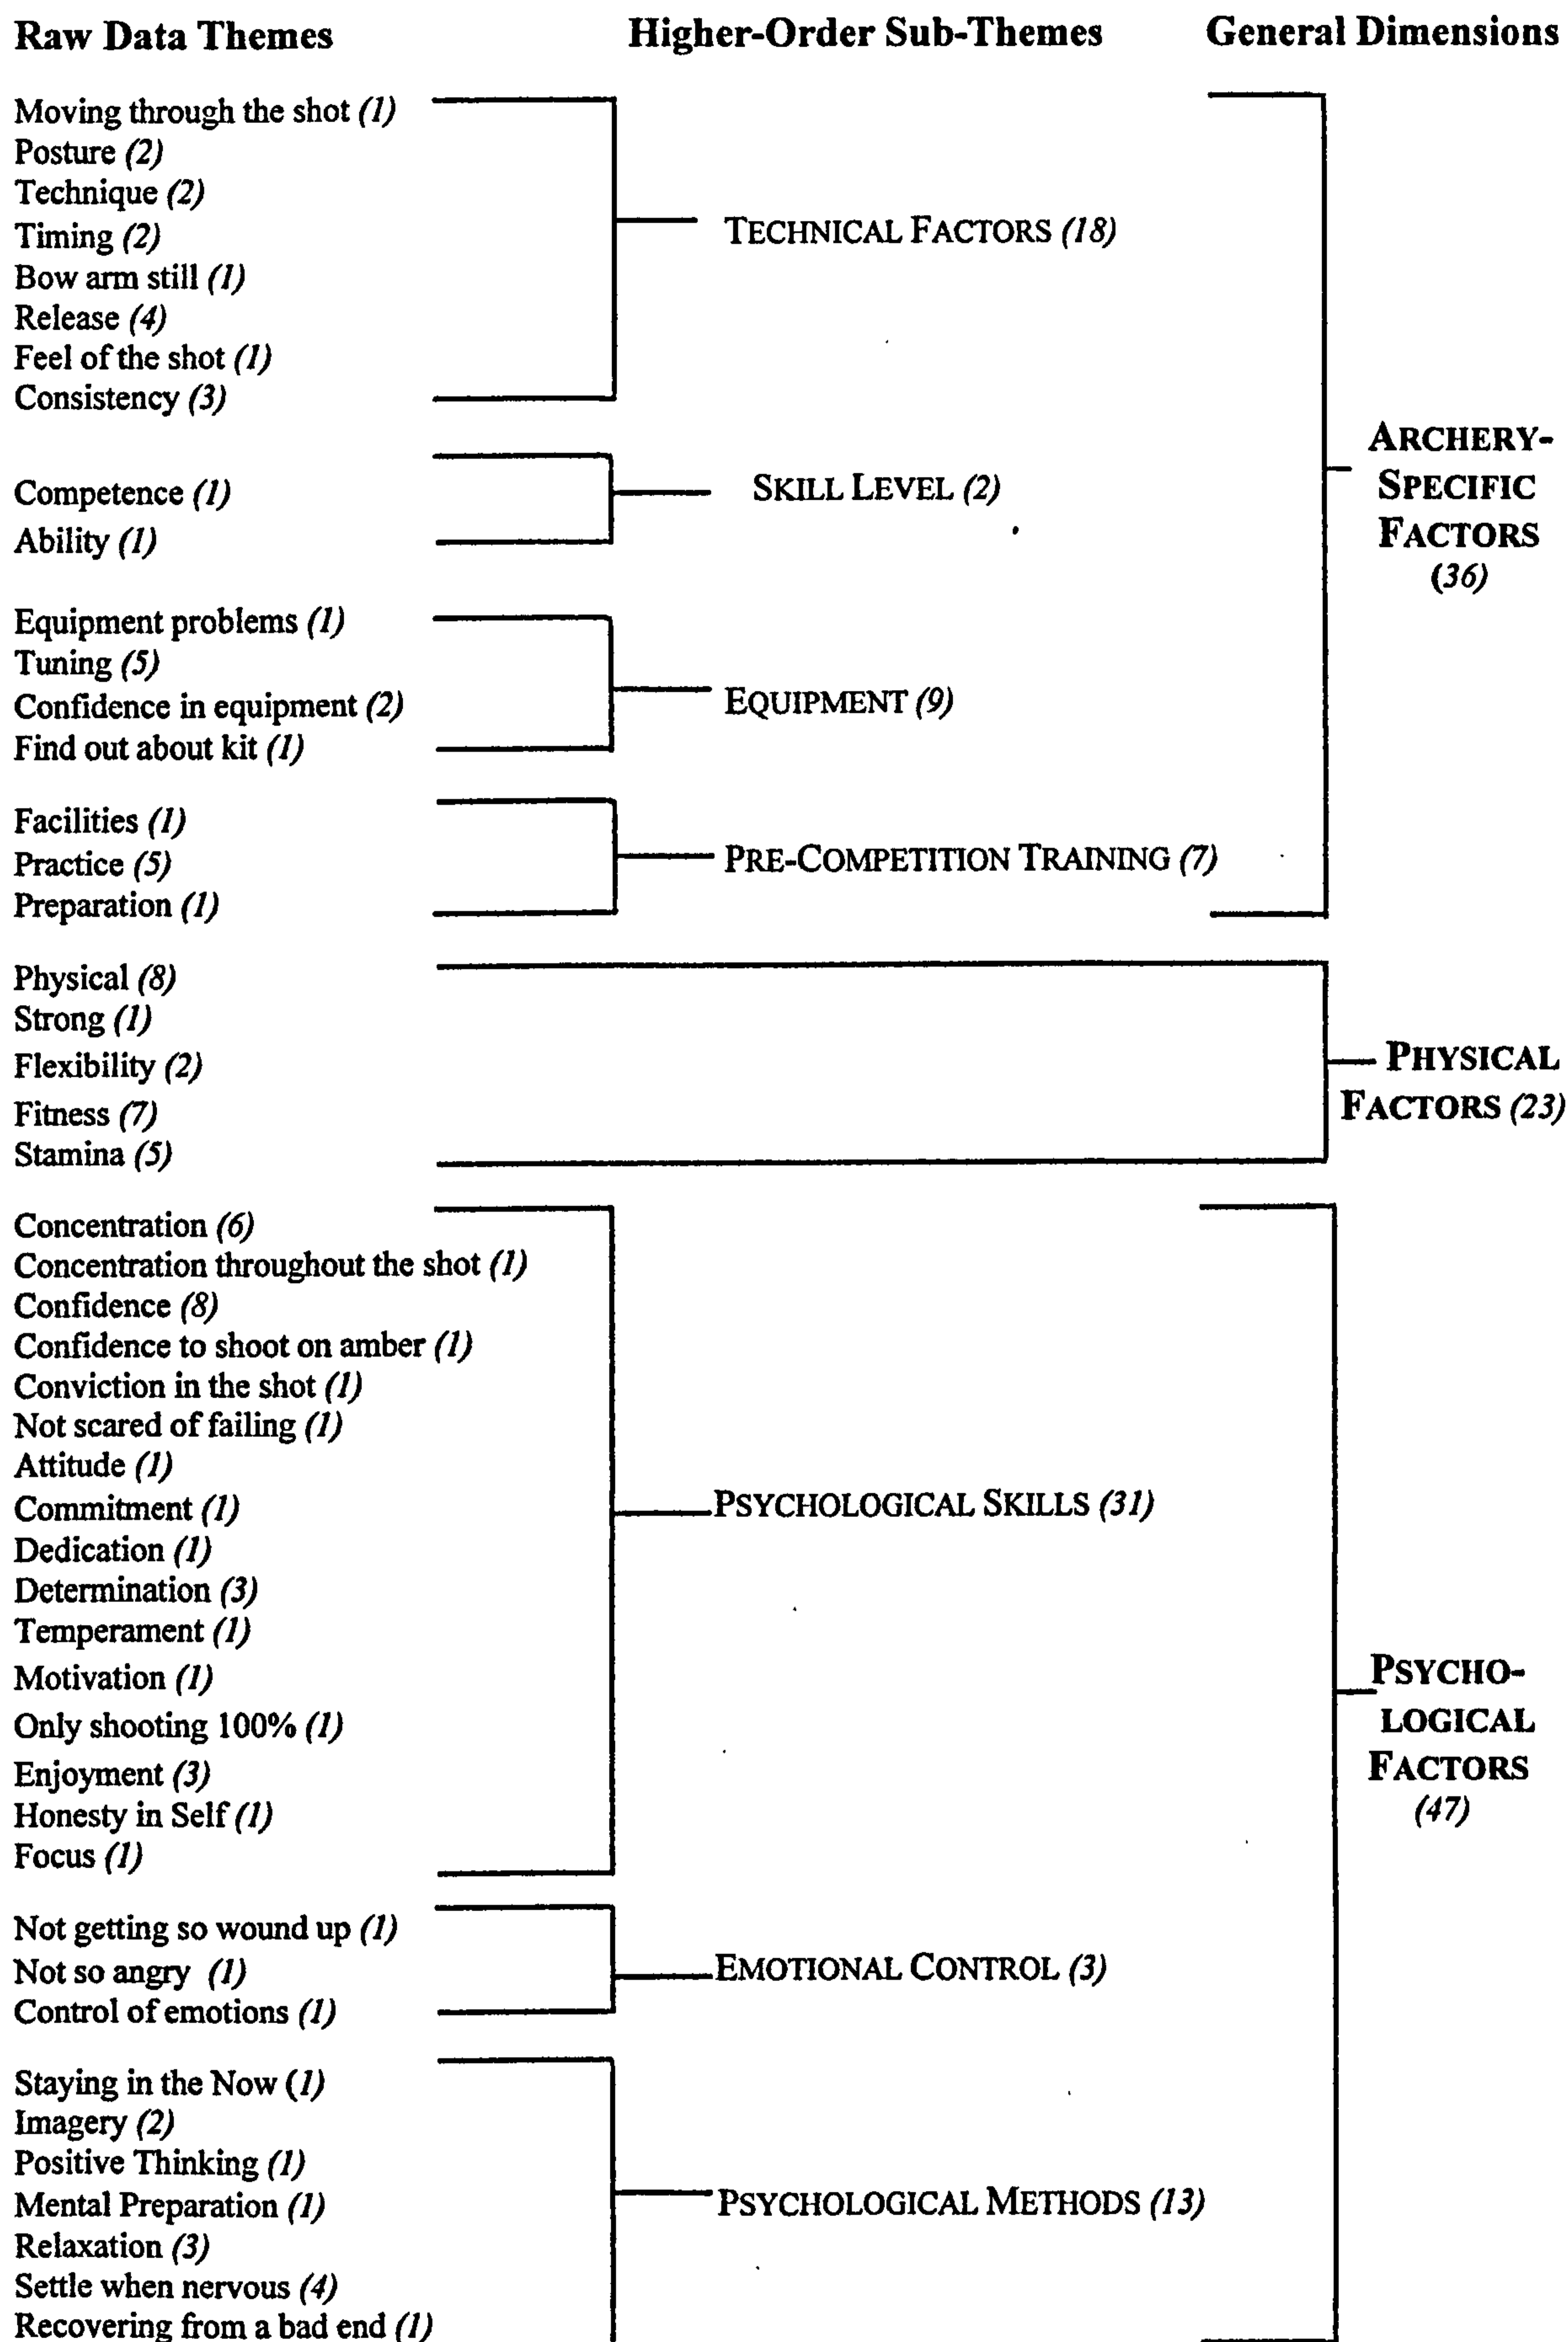 Raw Data Themes Higher-Order Sub-Themes General Dimensions
Moving through the shot (1)
Posture (2)
Technique (2)
Timing (2)
Bow arm still (1)
Release (4)
Feel of the shot (1)
Consistency (3)
TECHNICAL FACTORS (18)
Competence (1)
Ability (1)
SKILL LEVEL (2)
Equipment problems (1)
Tuning (5)
Confidence in equipment (2)
Find out about kit (1)
EQUIPMENT (9)
Facilities (1)
Practice (5)
Preparation (1)
PRE-COMPETITION TRAINING (7)
ARCHERY-
SPECIFIC
FACTORS
(36)
Physical (8)
Strong (1)
Flexibility (2)
Fitness (7)
Stamina (5)
PHYSICAL
FACTORS (23)
Concentration (6)
Concentration throughout the shot (1)
Confidence (8)
Confidence to shoot on amber (1)
Conviction in the shot (1)
Not scared of failing (1)
Attitude (1)
Commitment (1)
Dedication (1)
Determination (3)
Temperament (1)
Motivation (1)
Only shooting 100% (1)
Enjoyment (3)
Honesty in Self (1)
Focus (1)
PSYCHOLOGICAL SKILLS (31)
Not getting so wound up (1)
Not so angry (1)
Control of emotions (1)
EMOTIONAL CONTROL (3)
Staying in the Now (1)
Imagery (2)
Positive Thinking (1)
Mental Preparation (1)
Relaxation (3)
Settle when nervous (4)
Recovering from a bad end (1)
PSYCHOLOGICAL METHODS (13)
PSYCHO-
LOGICAL
FACTORS
(47)